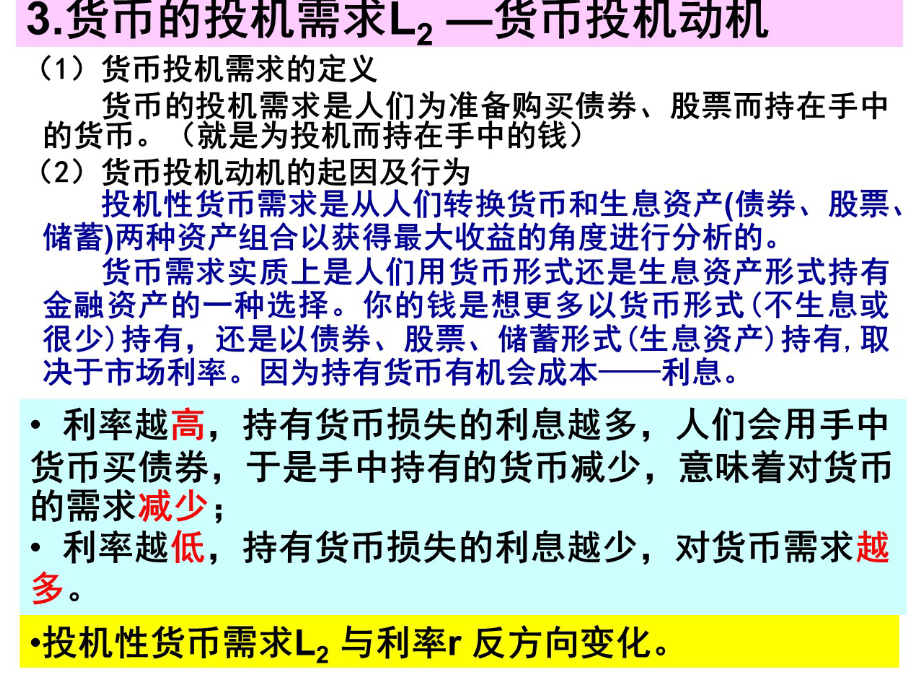 3.货币的投机需求L₂ —货币投机动机
（1）货币投机需求的定义
货币的投机需求是人们为准备购买债券、股票而持在手中
的货币。（就是为投机而持在手中的钱）
（2）货币投机动机的起因及行为
投机性货币需求是从人们转换货币和生息资产(债券、股票、
储蓄)两种资产组合以获得最大收益的角度进行分析的。
货币需求实质上是人们用货币形式还是生息资产形式持有
金融资产的一种选择。你的钱是想更多以货币形式(不生息或
很少)持有，还是以债券、股票、储蓄形式(生息资产)持有,取
决于市场利率。因为持有货币有机会成本——利息。
• 利率越高，持有货币损失的利息越多，人们会用手中
货币买债券，于是手中持有的货币减少，意味着对货币
的需求减少；
• 利率越低，持有货币损失的利息越少，对货币需求越
多。
•投机性货币需求L₂ 与利率r 反方向变化。